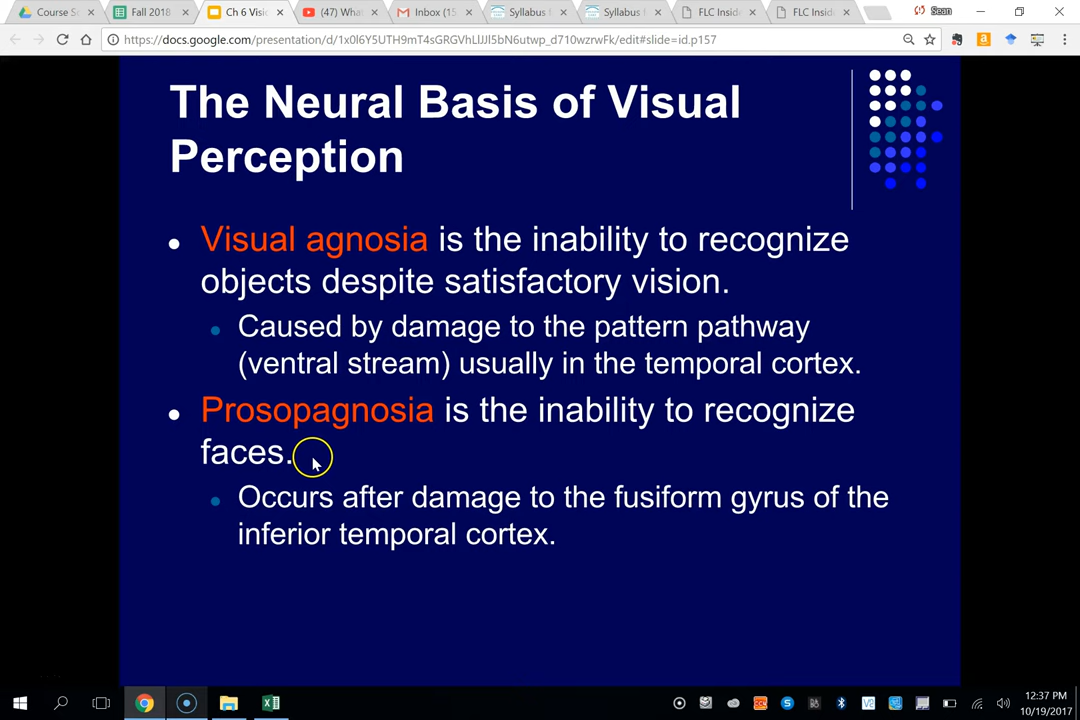 Course Sc
Fall 2018
Ch 6 Visi
(47) Wha
Inbox (15
Syllabus
Syllabus
FLC Insid
FLC Insid
Sean
https://docs.google.com/presentation/d/1x0l6Y5UTH9mT4sGRGVhLlJJl5bN6utwp_d710wzrwFk/edit#slide=id.p157
The Neural Basis of Visual
Perception
Visual agnosia is the inability to recognize
objects despite satisfactory vision.
Caused by damage to the pattern pathway
(ventral stream) usually in the temporal cortex.
Prosopagnosia is the inability to recognize
faces.
Occurs after damage to the fusiform gyrus of the
inferior temporal cortex.
12:37 PM
10/19/2017